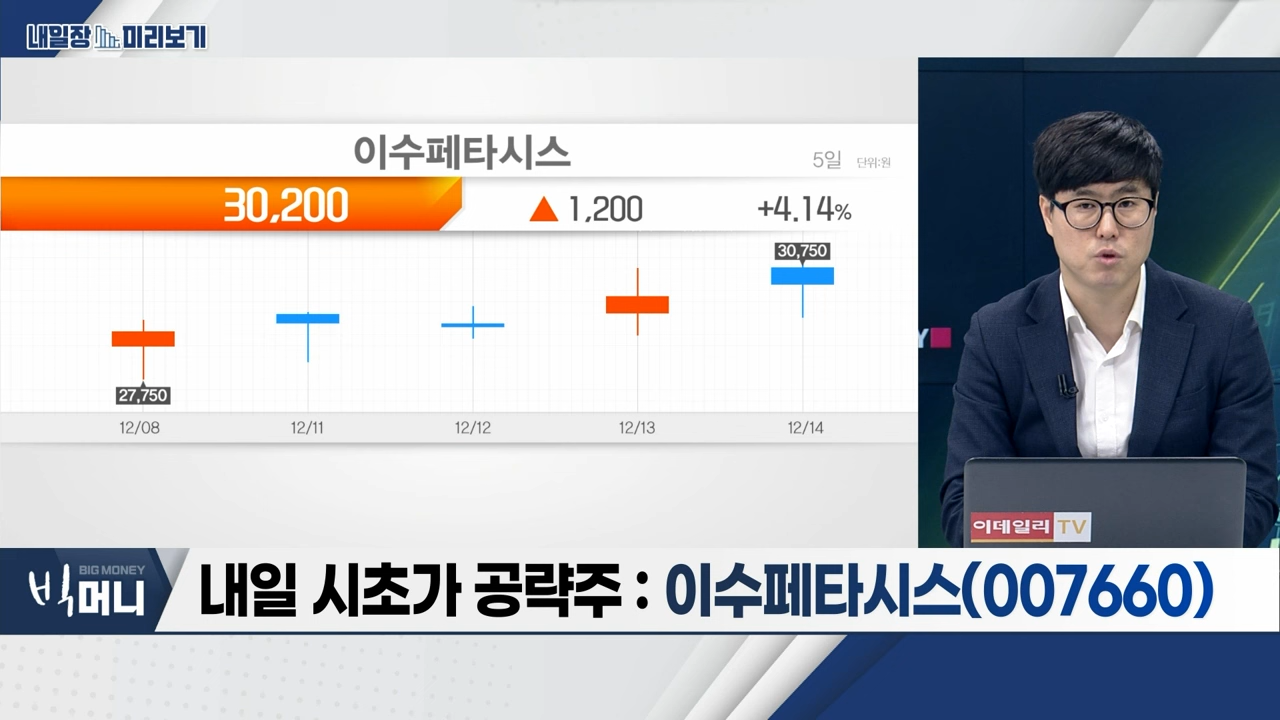 내일장 미리보기
이수페타시스
5일 단위:원
30,200 ▲ 1,200 +4.14%
30,750
27,750
12/08 12/11 12/12 12/13 12/14
Y
이데일리 TV
BIG MONEY
빅머니
내일 시초가 공략주 : 이수페타시스(007660)